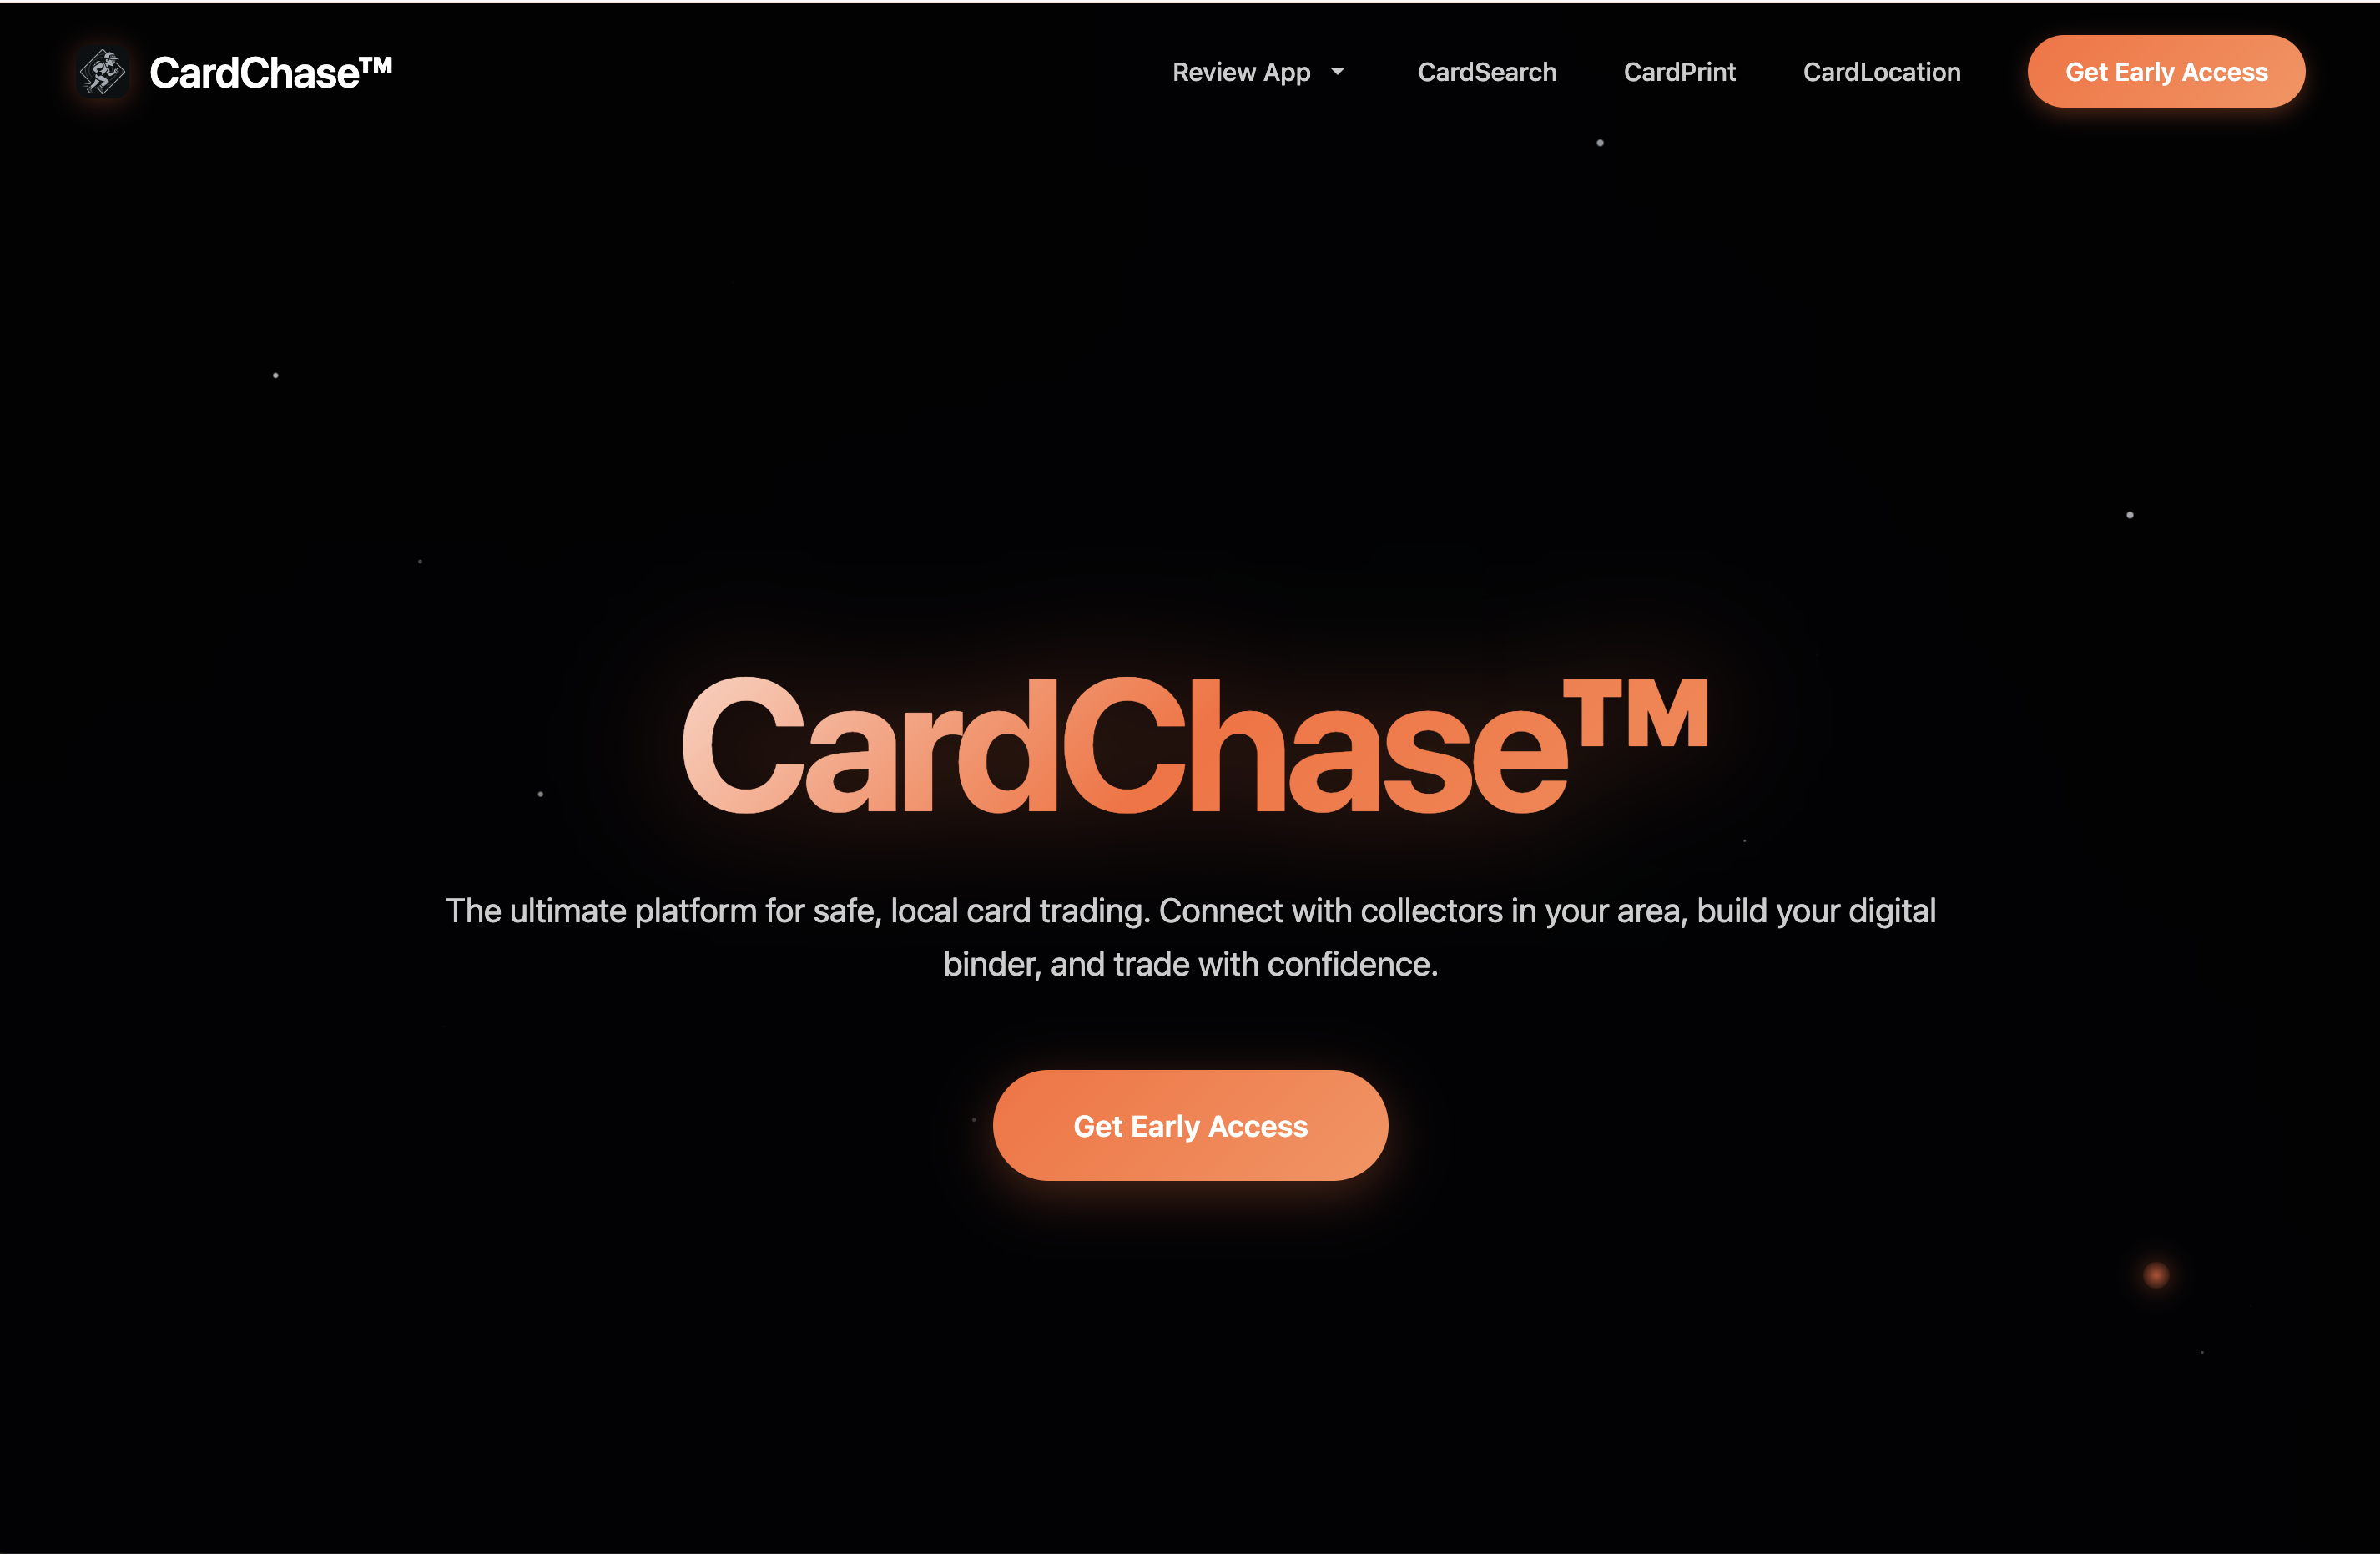 CardChase™
Review App
CardSearch
CardPrint
CardLocation
Get Early Access
CardChase™
The ultimate platform for safe, local card trading. Connect with collectors in your area, build your digital
binder, and trade with confidence.
Get Early Access